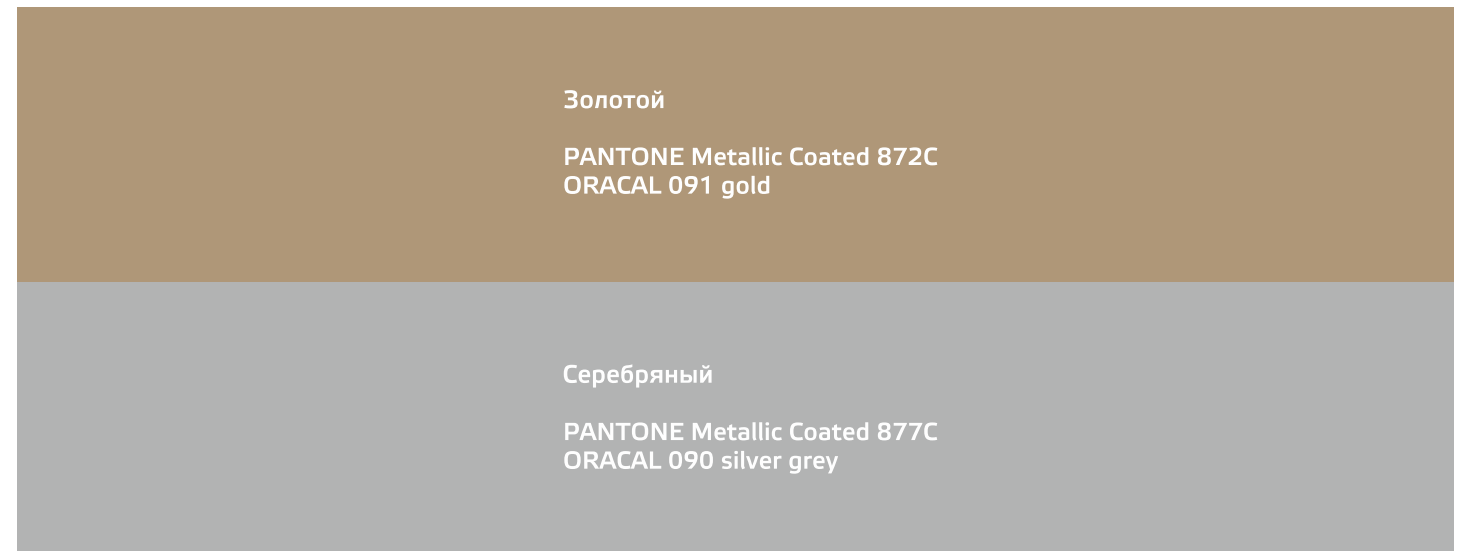 Золотой
PANTONE Metallic Coated 872C
ORACAL 091 gold
Серебряный
PANTONE Metallic Coated 877C
ORACAL 090 silver grey